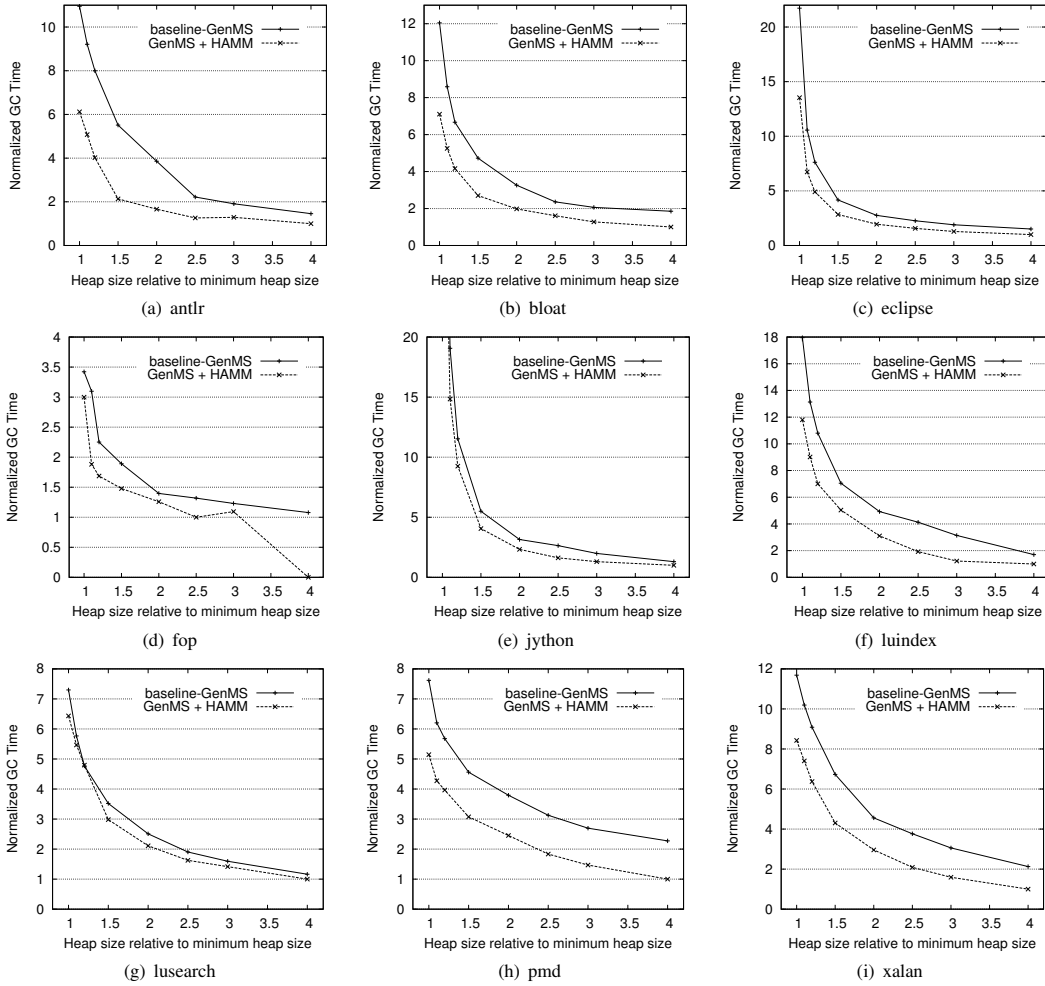 baseline-GenMS
GenMS + HAMM
Normalized GC Time
0
2
4
6
8
10
1
1.5
2
2.5
3
3.5
4
Heap size relative to minimum heap size
(a) antlr
baseline-GenMS
GenMS + HAMM
Normalized GC Time
0
2
4
6
8
10
12
1
1.5
2
2.5
3
3.5
4
Heap size relative to minimum heap size
(b) bloat
baseline-GenMS
GenMS + HAMM
Normalized GC Time
0
5
10
15
20
1
1.5
2
2.5
3
3.5
4
Heap size relative to minimum heap size
(c) eclipse
baseline-GenMS
GenMS + HAMM
Normalized GC Time
0
0.5
1
1.5
2
2.5
3
3.5
4
1
1.5
2
2.5
3
3.5
4
Heap size relative to minimum heap size
(d) fop
baseline-GenMS
GenMS + HAMM
Normalized GC Time
0
5
10
15
20
1
1.5
2
2.5
3
3.5
4
Heap size relative to minimum heap size
(e) jython
baseline-GenMS
GenMS + HAMM
Normalized GC Time
0
2
4
6
8
10
12
14
16
18
1
1.5
2
2.5
3
3.5
4
Heap size relative to minimum heap size
(f) luindex
baseline-GenMS
GenMS + HAMM
Normalized GC Time
0
1
2
3
4
5
6
7
8
1
1.5
2
2.5
3
3.5
4
Heap size relative to minimum heap size
(g) lusearch
baseline-GenMS
GenMS + HAMM
Normalized GC Time
0
1
2
3
4
5
6
7
8
1
1.5
2
2.5
3
3.5
4
Heap size relative to minimum heap size
(h) pmd
baseline-GenMS
GenMS + HAMM
Normalized GC Time
0
2
4
6
8
10
12
1
1.5
2
2.5
3
3.5
4
Heap size relative to minimum heap size
(i) xalan